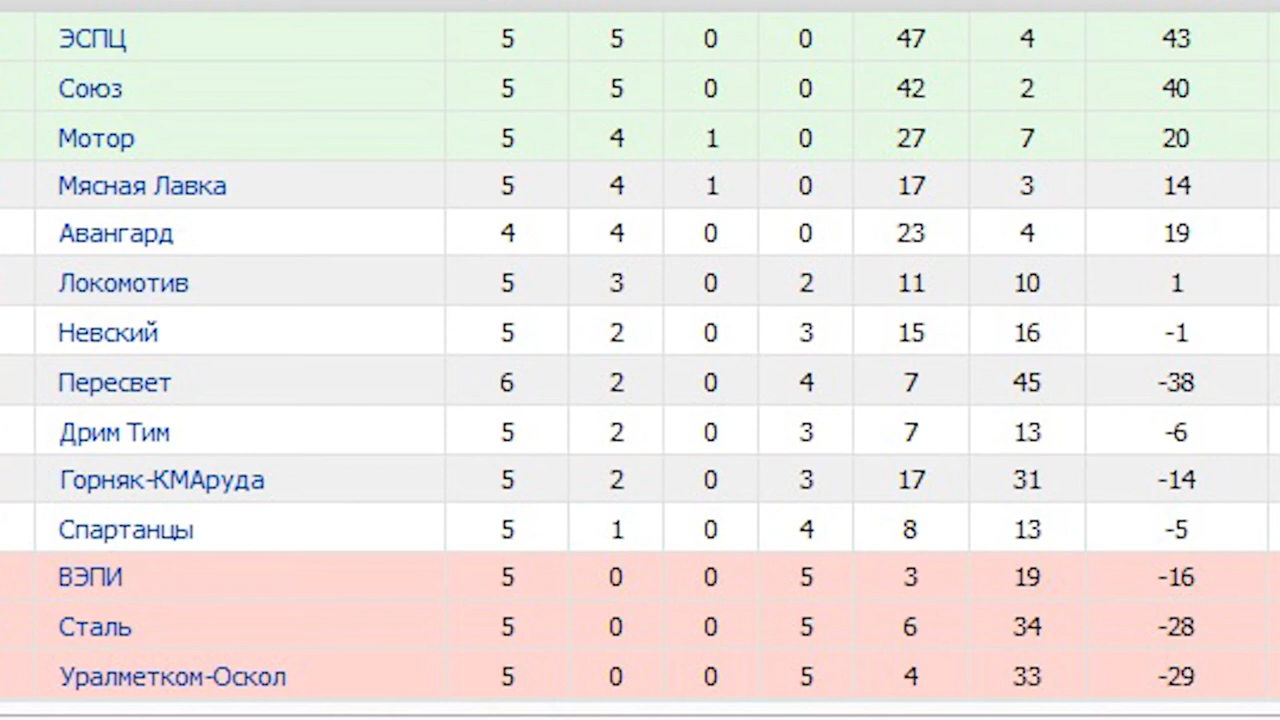 ЭСПЦ 5 5 0 0 47 4 43
Союз 5 5 0 0 42 2 40
Мотор 5 4 1 0 27 7 20
Мясная Лавка 5 4 1 0 17 3 14
Авангард 4 4 0 0 23 4 19
Локомотив 5 3 0 2 11 10 1
Невский 5 2 0 3 15 16 -1
Пересвет 6 2 0 4 7 45 -38
Дрим Тим 5 2 0 3 7 13 -6
Горняк-КМАруда 5 2 0 3 17 31 -14
Спартанцы 5 1 0 4 8 13 -5
ВЭПИ 5 0 0 5 3 19 -16
Сталь 5 0 0 5 6 34 -28
Уралметком-Оскол 5 0 0 5 4 33 -29